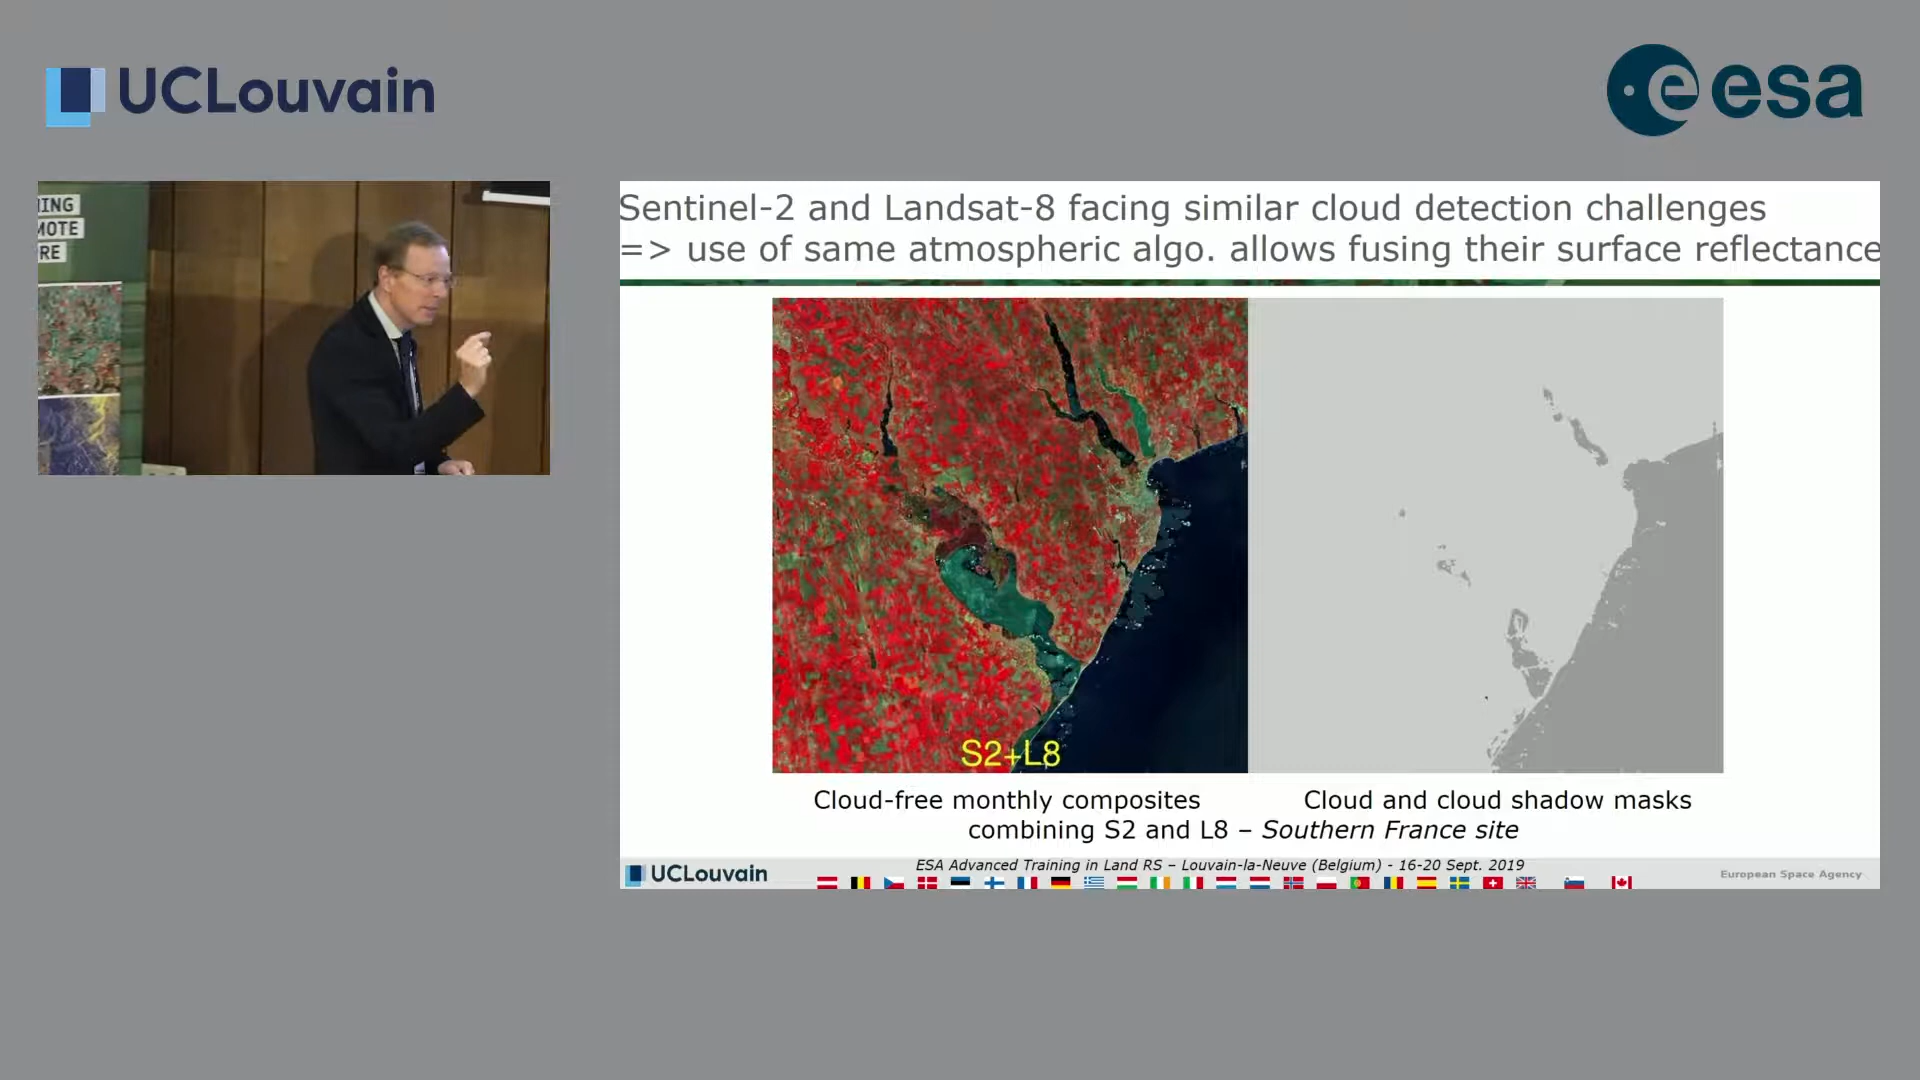 UCLouvain
esa
ING
MOTE
RE
Sentinel-2 and Landsat-8 facing similar cloud detection challenges
=> use of same atmospheric algo. allows fusing their surface reflectance
S2+L8
Cloud-free monthly composites
Cloud and cloud shadow masks
combining S2 and L8 – Southern France site
UCLouvain
ESA Advanced Training in Land RS – Louvain-la-Neuve (Belgium) - 16-20 Sept. 2019
European Space Agency